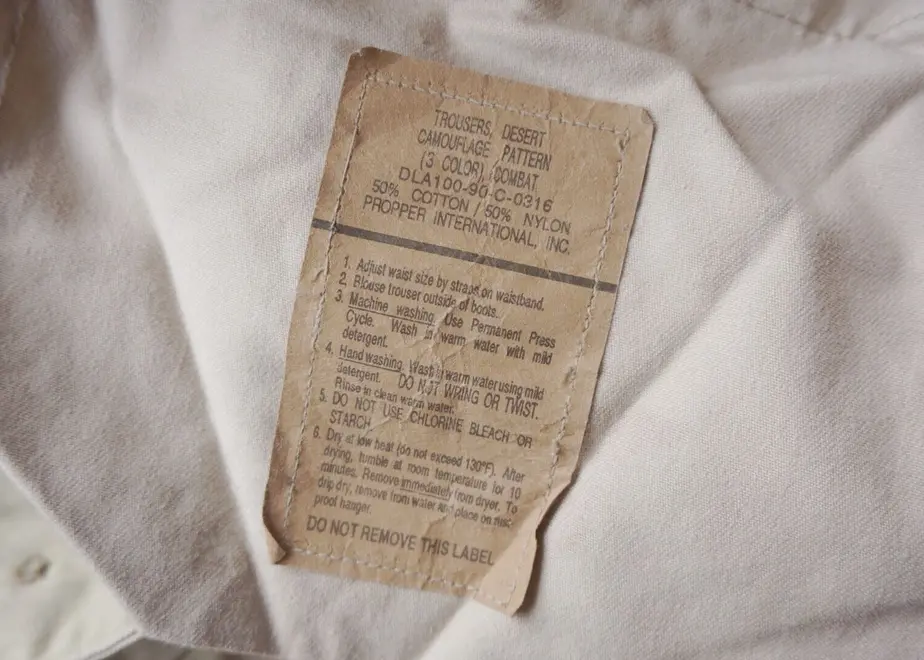 TROUSERS, DESERT
CAMOUFLAGE PATTERN
(3 COLOR) COMBAT
DLA100-90-C-0316
50% COTTON / 50% NYLON
PROPPER INTERNATIONAL, INC.
1. Adjust waist size by straps on waistband.
2. Blouse trouser outside of boots.
3. Machine washing. Use Permanent Press
Cycle. Wash in warm water with mild
detergent.
4. Hand washing. Wash in warm water using mild
detergent. DO NOT WRING OR TWIST.
Rinse in clean warm water.
5. DO NOT USE CHLORINE BLEACH OR
STARCH
6. Dry at low heat (do not exceed 130°F). After
drying, tumble at room temperature for 10
minutes. Remove immediately from dryer. To
drip dry, remove from water and place on rust
proof hanger.
DO NOT REMOVE THIS LABEL